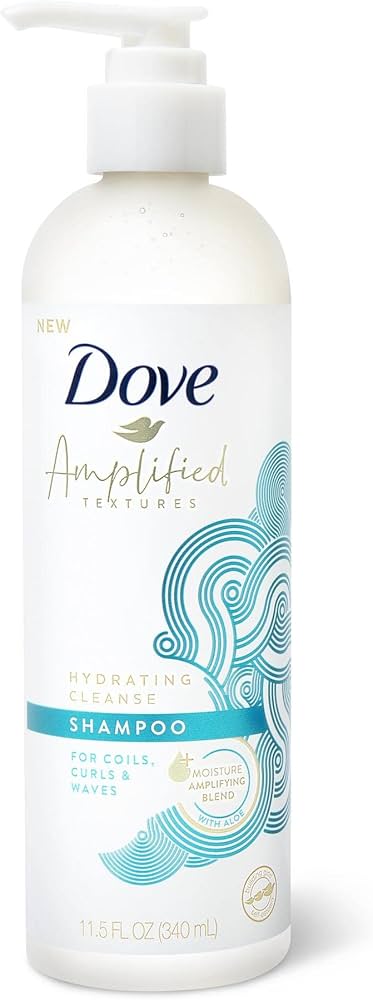 NEW
Dove
Amplified
TEXTURES
HYDRATING
CLEANSE
SHAMPOO
FOR COILS,
CURLS &
WAVES
MOISTURE
AMPLIFYING
BLEND
WITH ALOE
11.5 FL OZ (340 mL)